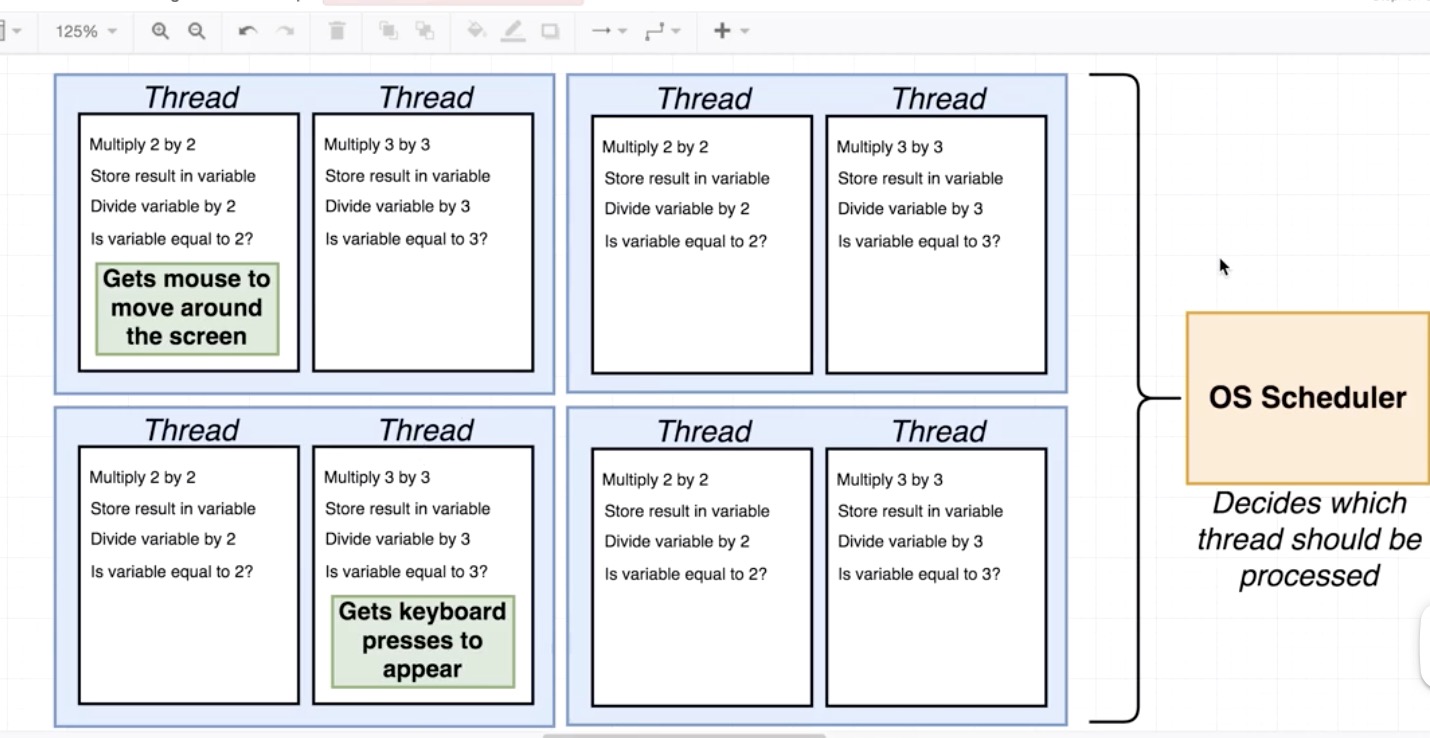 125%
Thread
Multiply 2 by 2
Store result in variable
Divide variable by 2
Is variable equal to 2?
Gets mouse to
move around
the screen
Thread
Multiply 3 by 3
Store result in variable
Divide variable by 3
Is variable equal to 3?
Thread
Multiply 2 by 2
Store result in variable
Divide variable by 2
Is variable equal to 2?
Thread
Multiply 3 by 3
Store result in variable
Divide variable by 3
Is variable equal to 3?
Thread
Multiply 2 by 2
Store result in variable
Divide variable by 2
Is variable equal to 2?
Thread
Multiply 3 by 3
Store result in variable
Divide variable by 3
Is variable equal to 3?
Gets keyboard
presses to
appear
Thread
Multiply 2 by 2
Store result in variable
Divide variable by 2
Is variable equal to 2?
Thread
Multiply 3 by 3
Store result in variable
Divide variable by 3
Is variable equal to 3?
OS Scheduler
Decides which
thread should be
processed